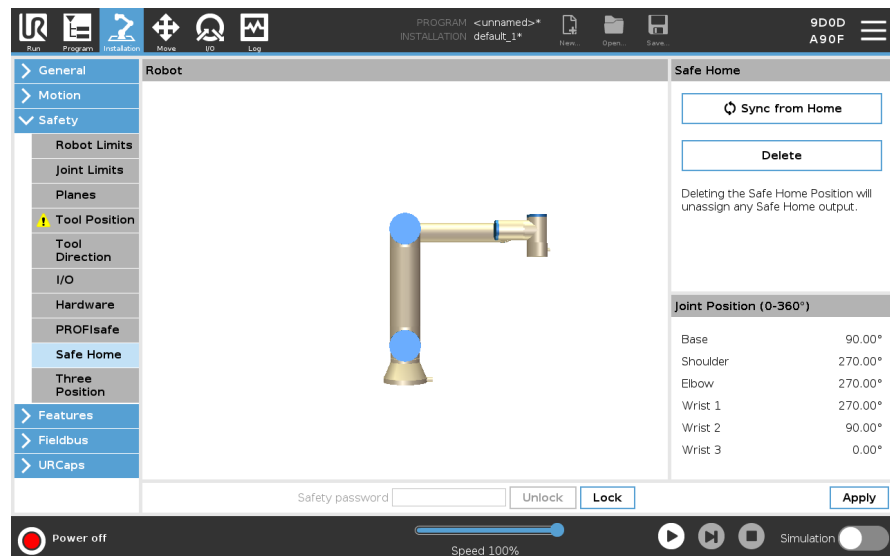 PROGRAM <unnamed>*
INSTALLATION default_1*
9D0D
A90F
UR
Run
Program
Installation
Move
I/O
Log
New...
Open...
Save...
General
Motion
Safety
Robot Limits
Joint Limits
Planes
Tool Position
Tool
Direction
I/O
Hardware
PROFIsafe
Safe Home
Three
Position
Features
Fieldbus
URCaps
Robot
Safe Home
Sync from Home
Delete
Deleting the Safe Home Position will
unassign any Safe Home output.
Joint Position (0-360°)
Base 90.00°
Shoulder 270.00°
Elbow 270.00°
Wrist 1 270.00°
Wrist 2 90.00°
Wrist 3 0.00°
Safety password
Unlock
Lock
Apply
Power off
Speed 100%
Simulation